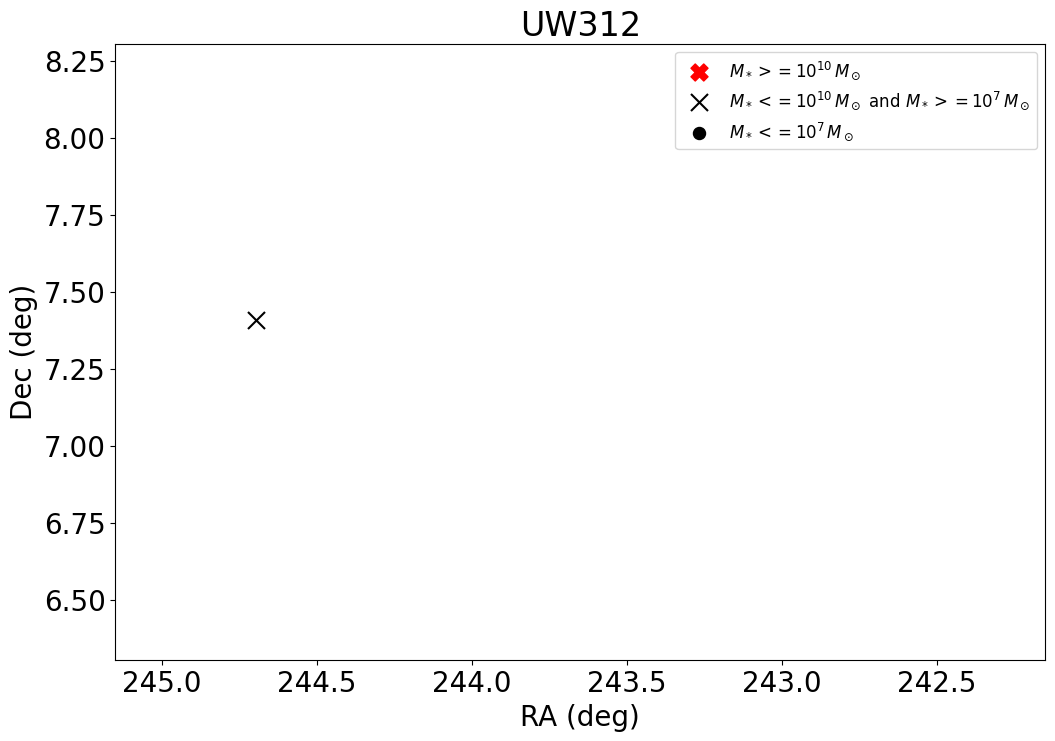 UW312
8.25
8.00
7.75
7.50
7.25
7.00
6.75
6.50
Dec (deg)
245.0 244.5 244.0 243.5 243.0 242.5
RA (deg)
M* >= 10^10 M⊙
M* <= 10^10 M⊙ and M* >= 10^7 M⊙
M* <= 10^7 M⊙